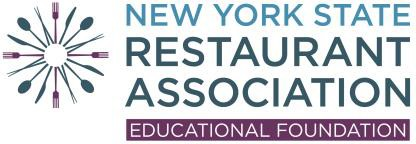 NEW YORK STATE
RESTAURANT
ASSOCIATION
EDUCATIONAL FOUNDATION